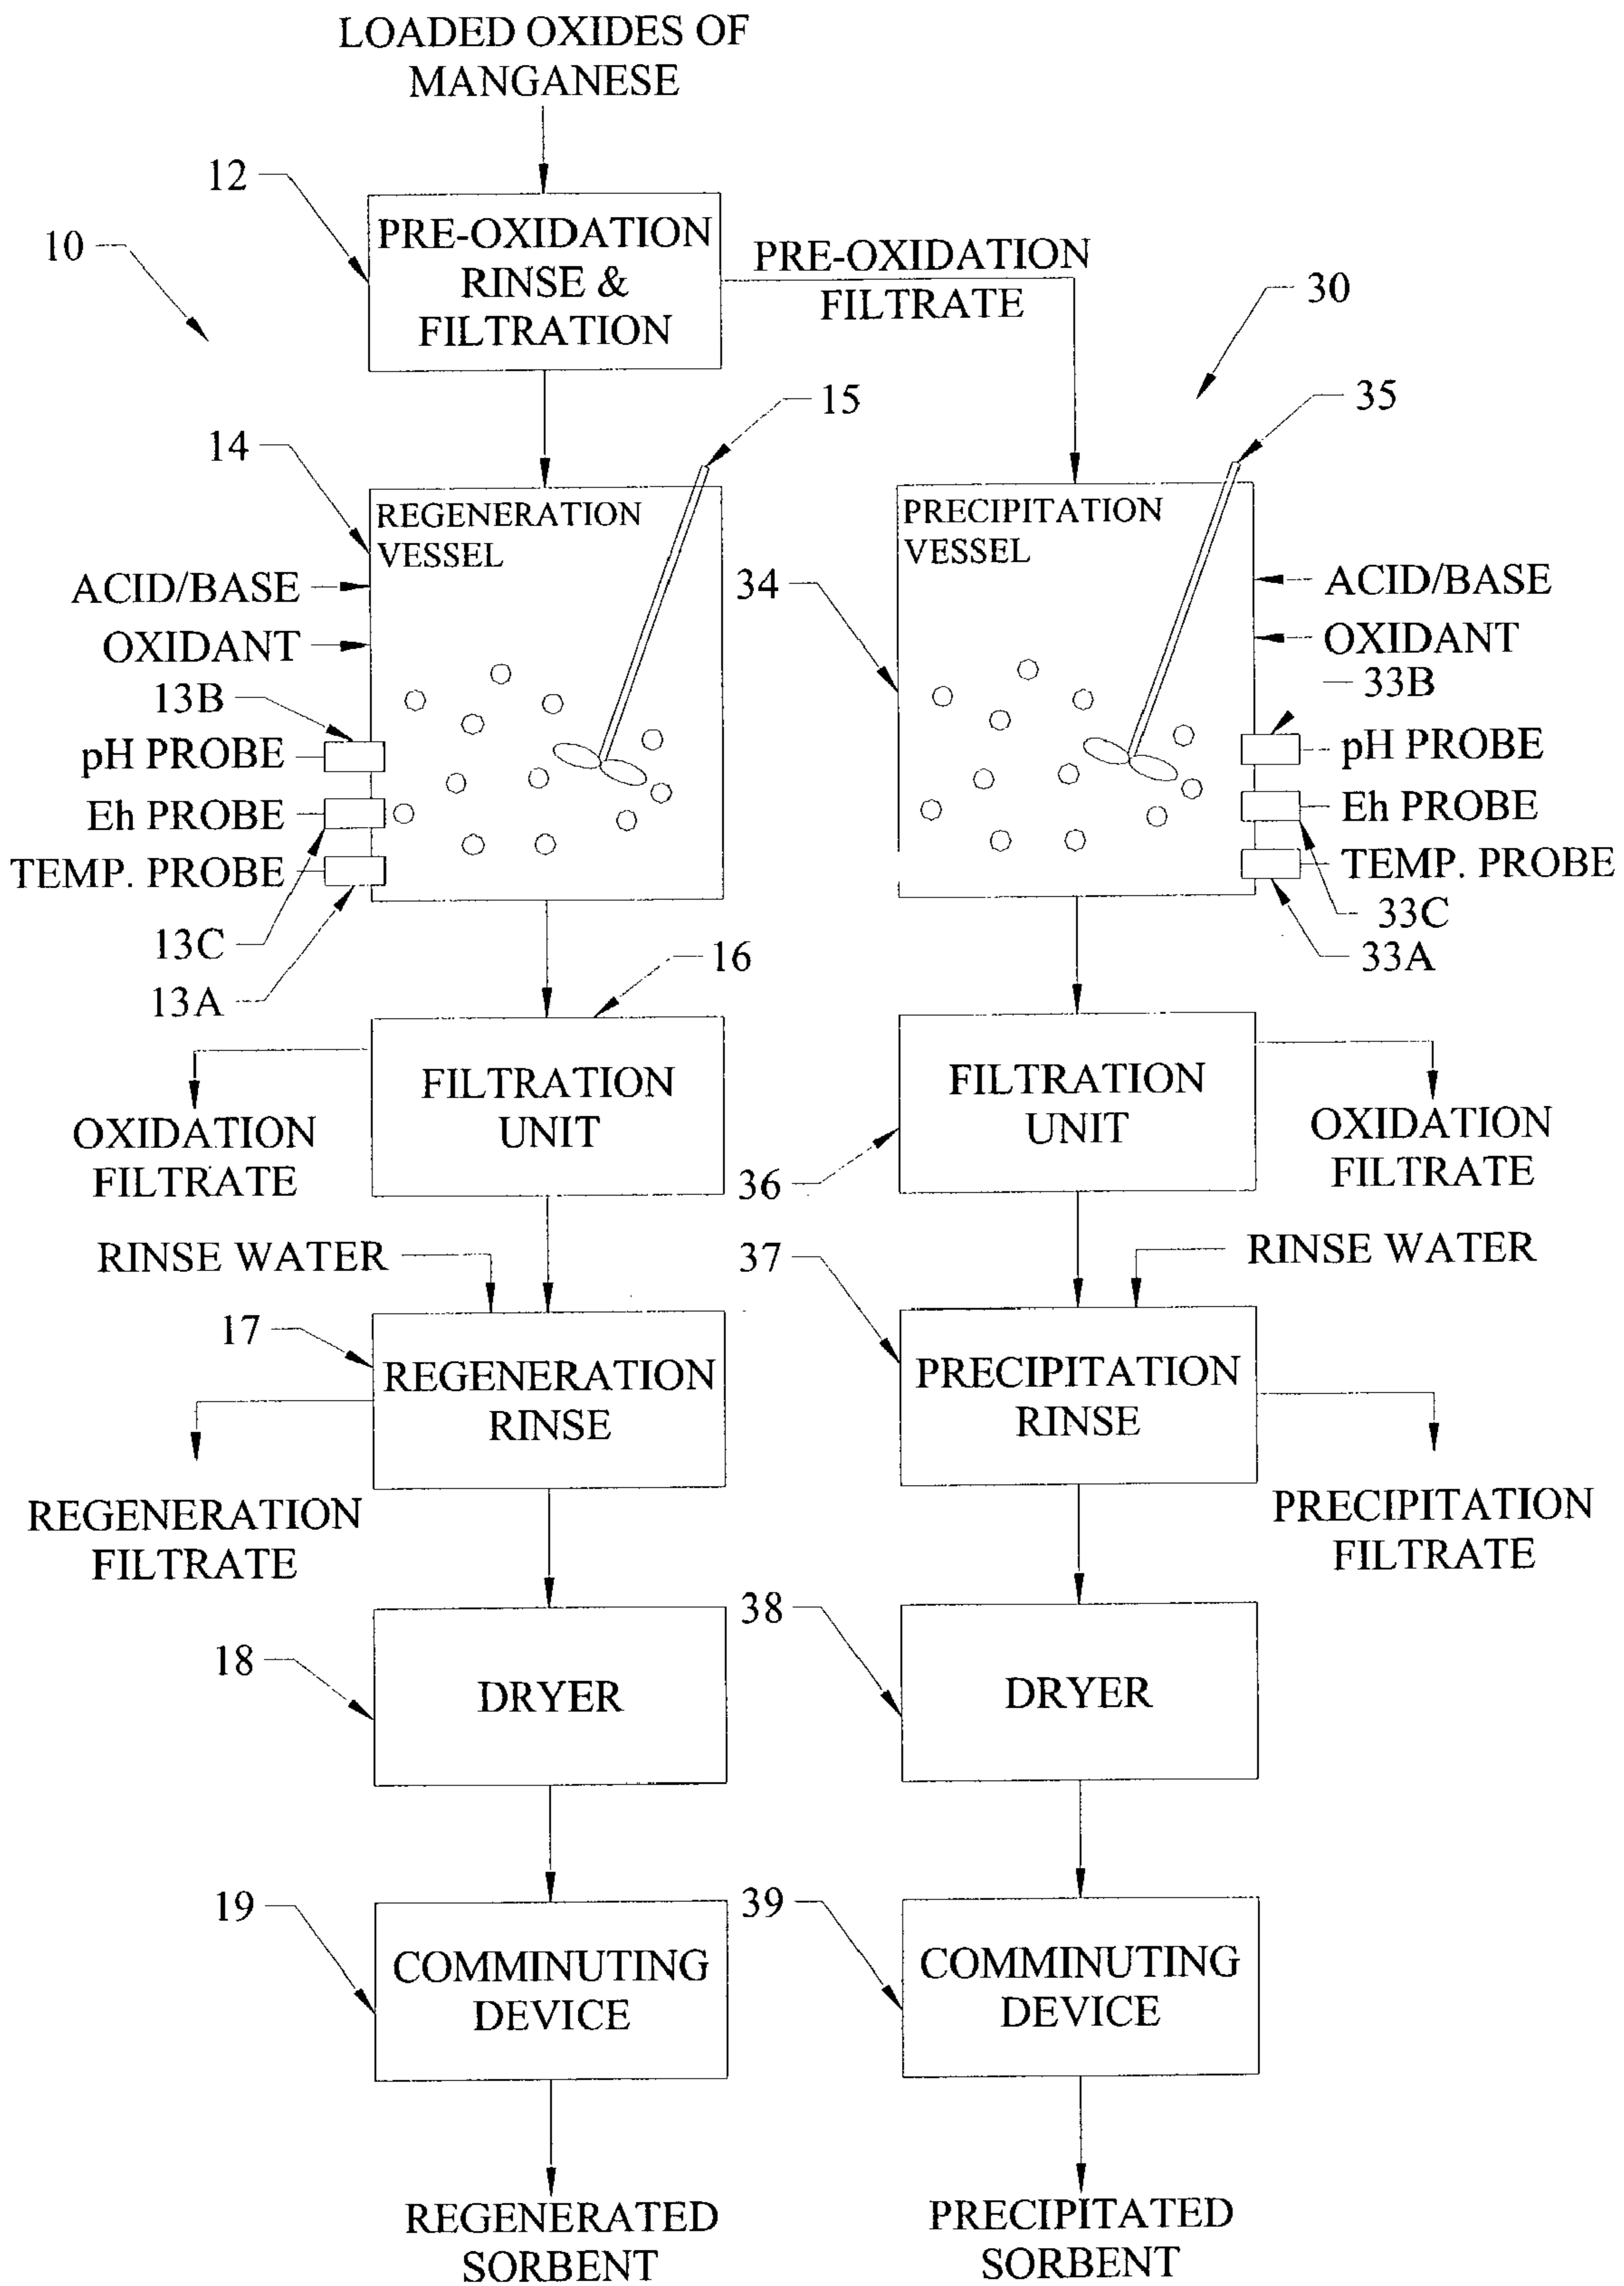 LOADED OXIDES OF
MANGANESE
12
10
PRE-OXIDATION
RINSE &
FILTRATION
PRE-OXIDATION
FILTRATE
30
15
35
14
REGENERATION
VESSEL
ACID/BASE
OXIDANT
13B
pH PROBE
Eh PROBE
TEMP. PROBE
13C
13A
PRECIPITATION
VESSEL
34
ACID/BASE
OXIDANT
33B
pH PROBE
Eh PROBE
TEMP. PROBE
33C
33A
16
FILTRATION
UNIT
OXIDATION
FILTRATE
36
FILTRATION
UNIT
OXIDATION
FILTRATE
RINSE WATER
17
REGENERATION
RINSE
REGENERATION
FILTRATE
37
RINSE WATER
PRECIPITATION
RINSE
PRECIPITATION
FILTRATE
18
DRYER
38
DRYER
19
COMMINUTING
DEVICE
39
COMMINUTING
DEVICE
REGENERATED
SORBENT
PRECIPITATED
SORBENT